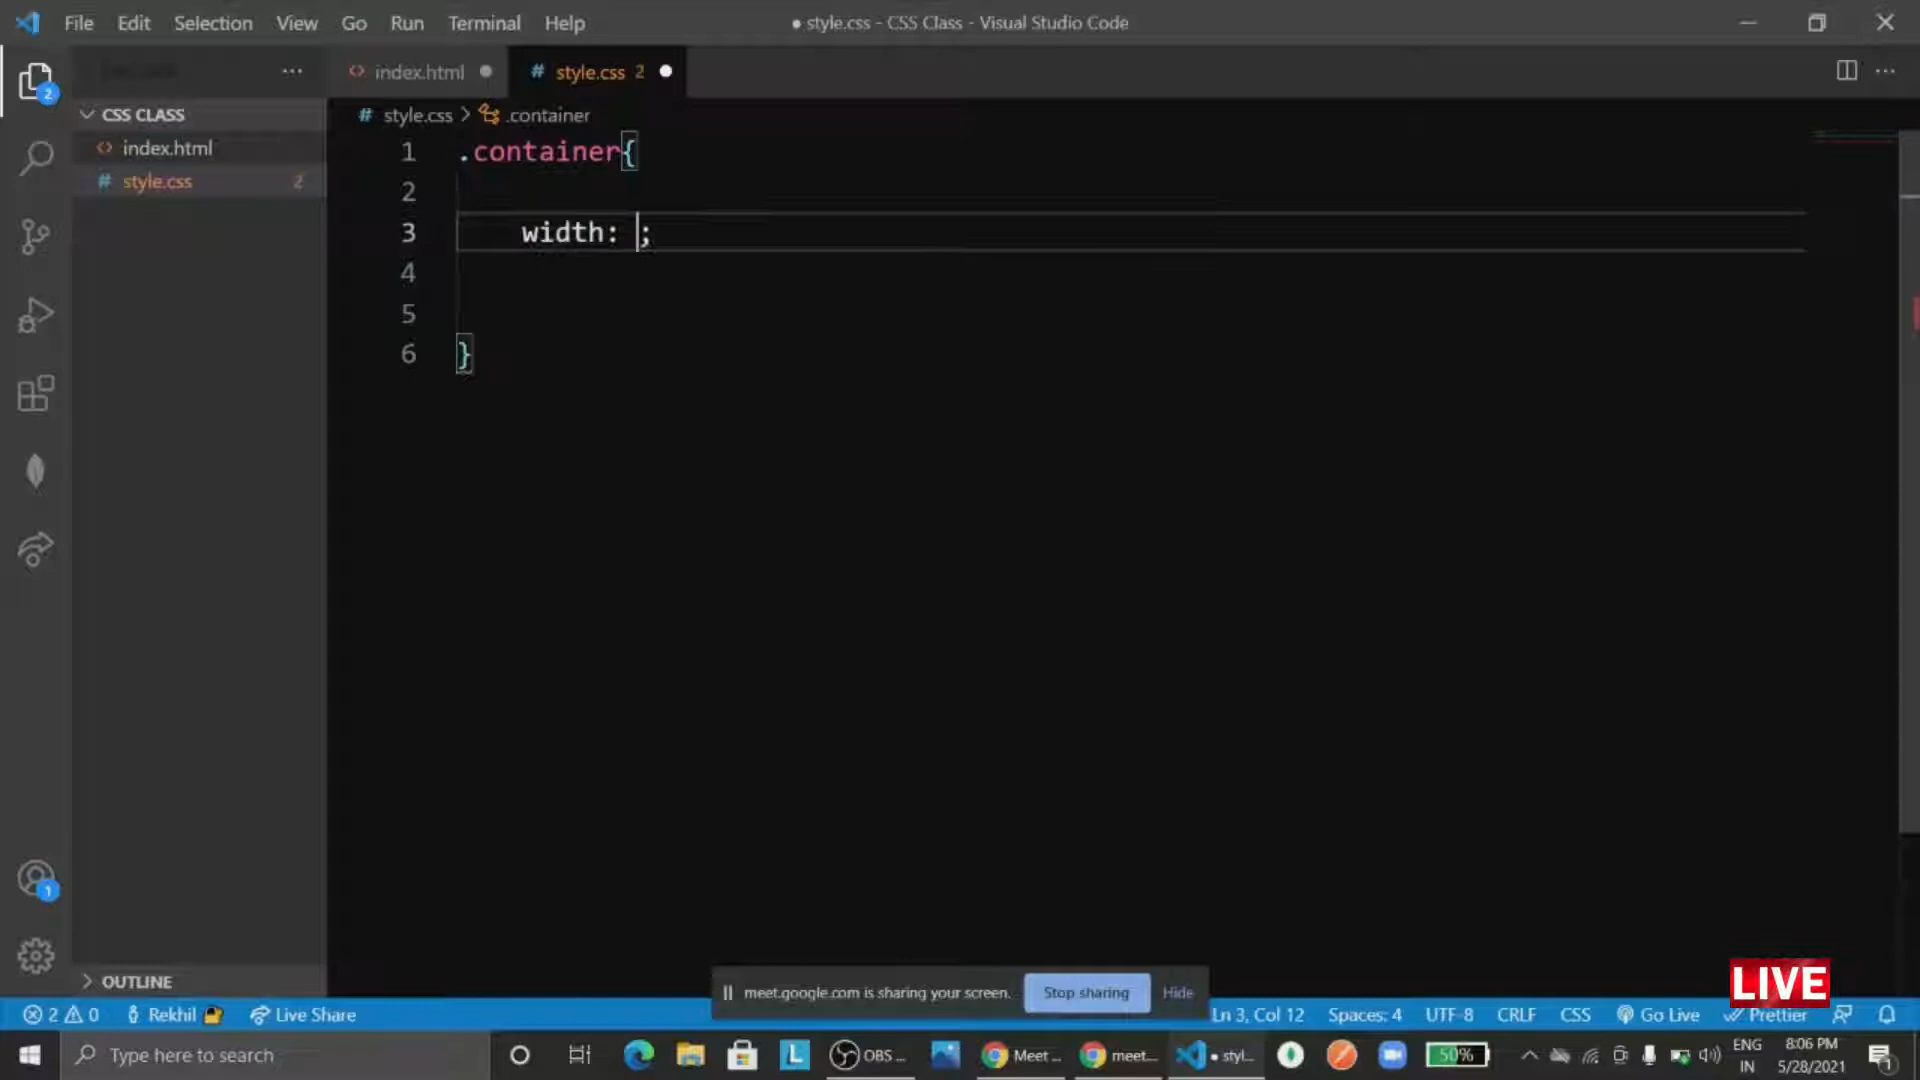 File Edit Selection View Go Run Terminal Help
● style.css - CSS Class - Visual Studio Code
index.html
style.css 2
CSS CLASS
index.html
style.css 2
style.css > .container
1 .container{
2
3 width: ;
4
5
6 }
2
1
OUTLINE
meet.google.com is sharing your screen. Stop sharing Hide
LIVE
2 0 Rekhil Live Share Ln 3, Col 12 Spaces: 4 UTF-8 CRLF CSS Go Live Prettier
Type here to search L OBS ... Meet ... meet... ● styl... 50% ENG IN 8:06 PM 5/28/2021 1